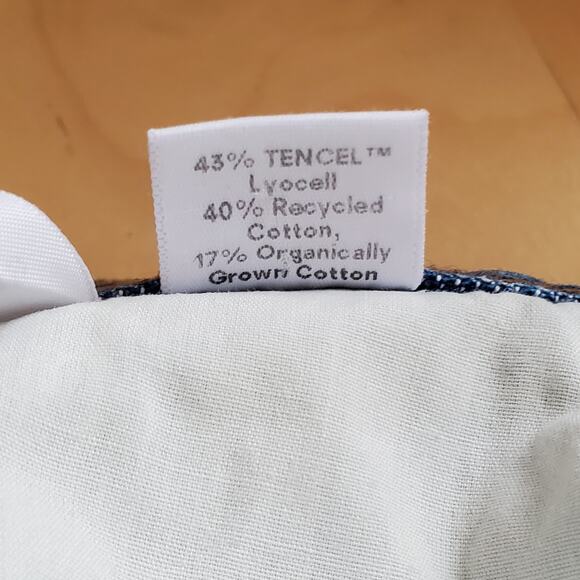 43% TENCEL™
Lyocell
40% Recycled
Cotton,
17% Organically
Grown Cotton